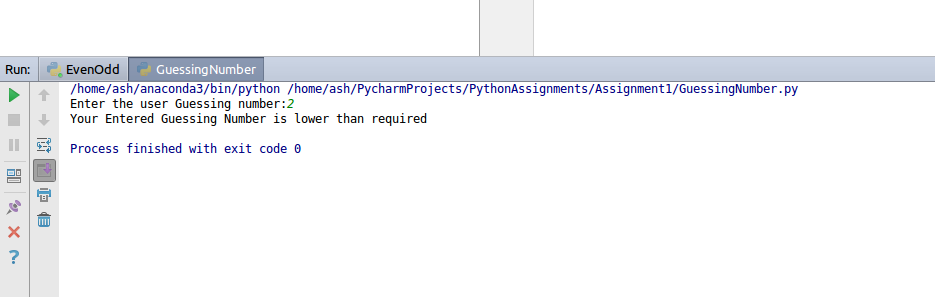 Run: EvenOdd GuessingNumber
/home/ash/anaconda3/bin/python /home/ash/PycharmProjects/PythonAssignments/Assignment1/GuessingNumber.py
Enter the user Guessing number:2
Your Entered Guessing Number is lower than required
Process finished with exit code 0
?